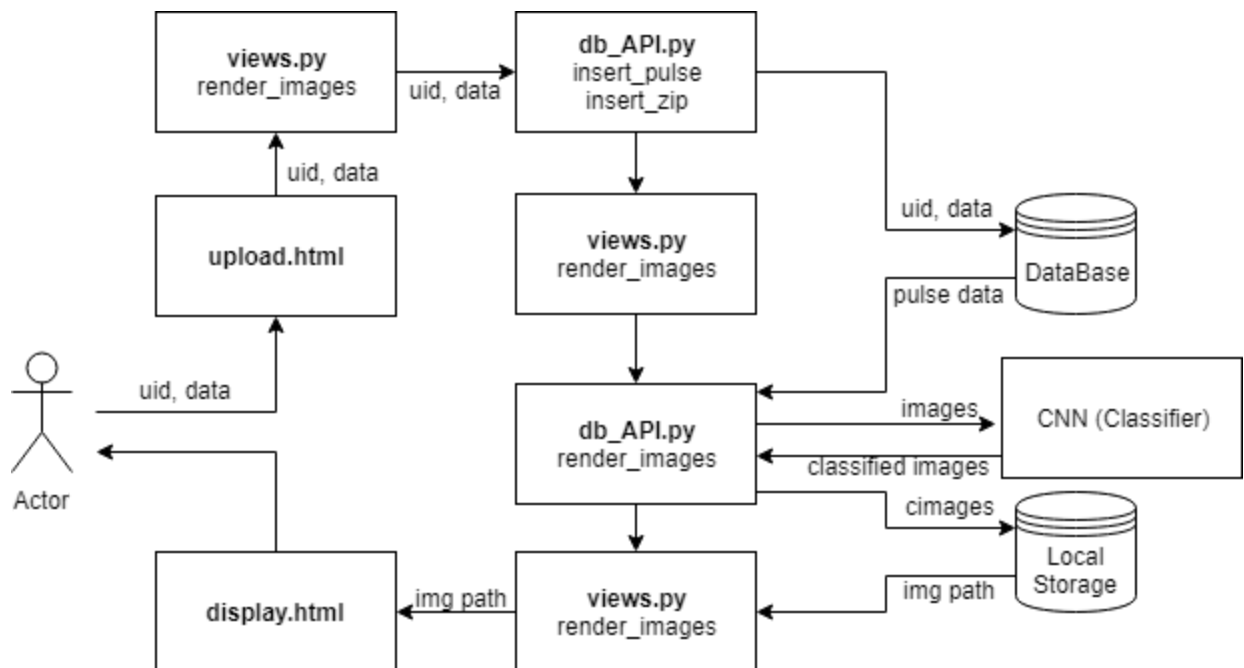 views.py
render_images
uid, data
db_API.py
insert_pulse
insert_zip
uid, data
upload.html
views.py
render_images
uid, data
DataBase
pulse data
uid, data
Actor
db_API.py
render_images
images
CNN (Classifier)
classified images
cimages
Local
Storage
img path
display.html
img path
views.py
render_images